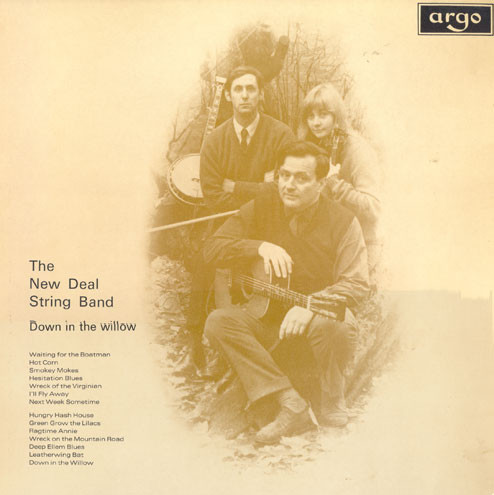 argo
The
New Deal
String Band
Down in the willow
Waiting for the Boatman
Hot Corn
Smokey Mokes
Hesitation Blues
Wreck of the Virginian
I'll Fly Away
Next Week Sometime
Hungry Hash House
Green Grow the Lilacs
Ragtime Annie
Wreck on the Mountain Road
Deep Ellam Blues
Leatherwing Bat
Down in the Willow